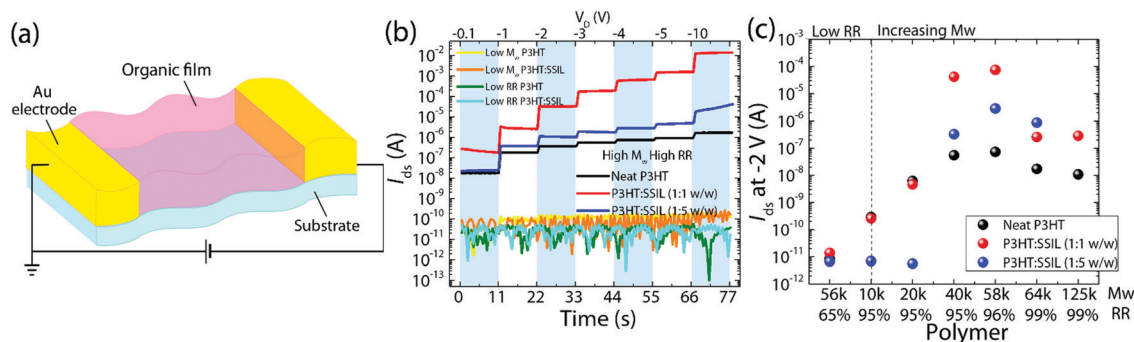 (a)
Organic film
Au
electrode
Substrate
(b)
V_D (V)
−0.1 −1 −2 −3 −4 −5 −10
10^-2
10^-3
10^-4
10^-5
10^-6
10^-7
10^-8
10^-9
10^-10
10^-11
10^-12
10^-13
I_ds (A)
Low M_w P3HT
Low M_w P3HT:SSIL
Low RR P3HT
Low RR P3HT:SSIL
High M_w High RR
Neat P3HT
P3HT:SSIL (1:1 w/w)
P3HT:SSIL (1:5 w/w)
0 11 22 33 44 55 66 77
Time (s)
(c)
Low RR Increasing Mw
10^-3
10^-4
10^-5
10^-6
10^-7
10^-8
10^-9
10^-10
10^-11
10^-12
I_ds at -2 V (A)
Neat P3HT
P3HT:SSIL (1:1 w/w)
P3HT:SSIL (1:5 w/w)
56k 10k 20k 40k 58k 64k 125k Mw
65% 95% 95% 95% 96% 99% 99% RR
Polymer